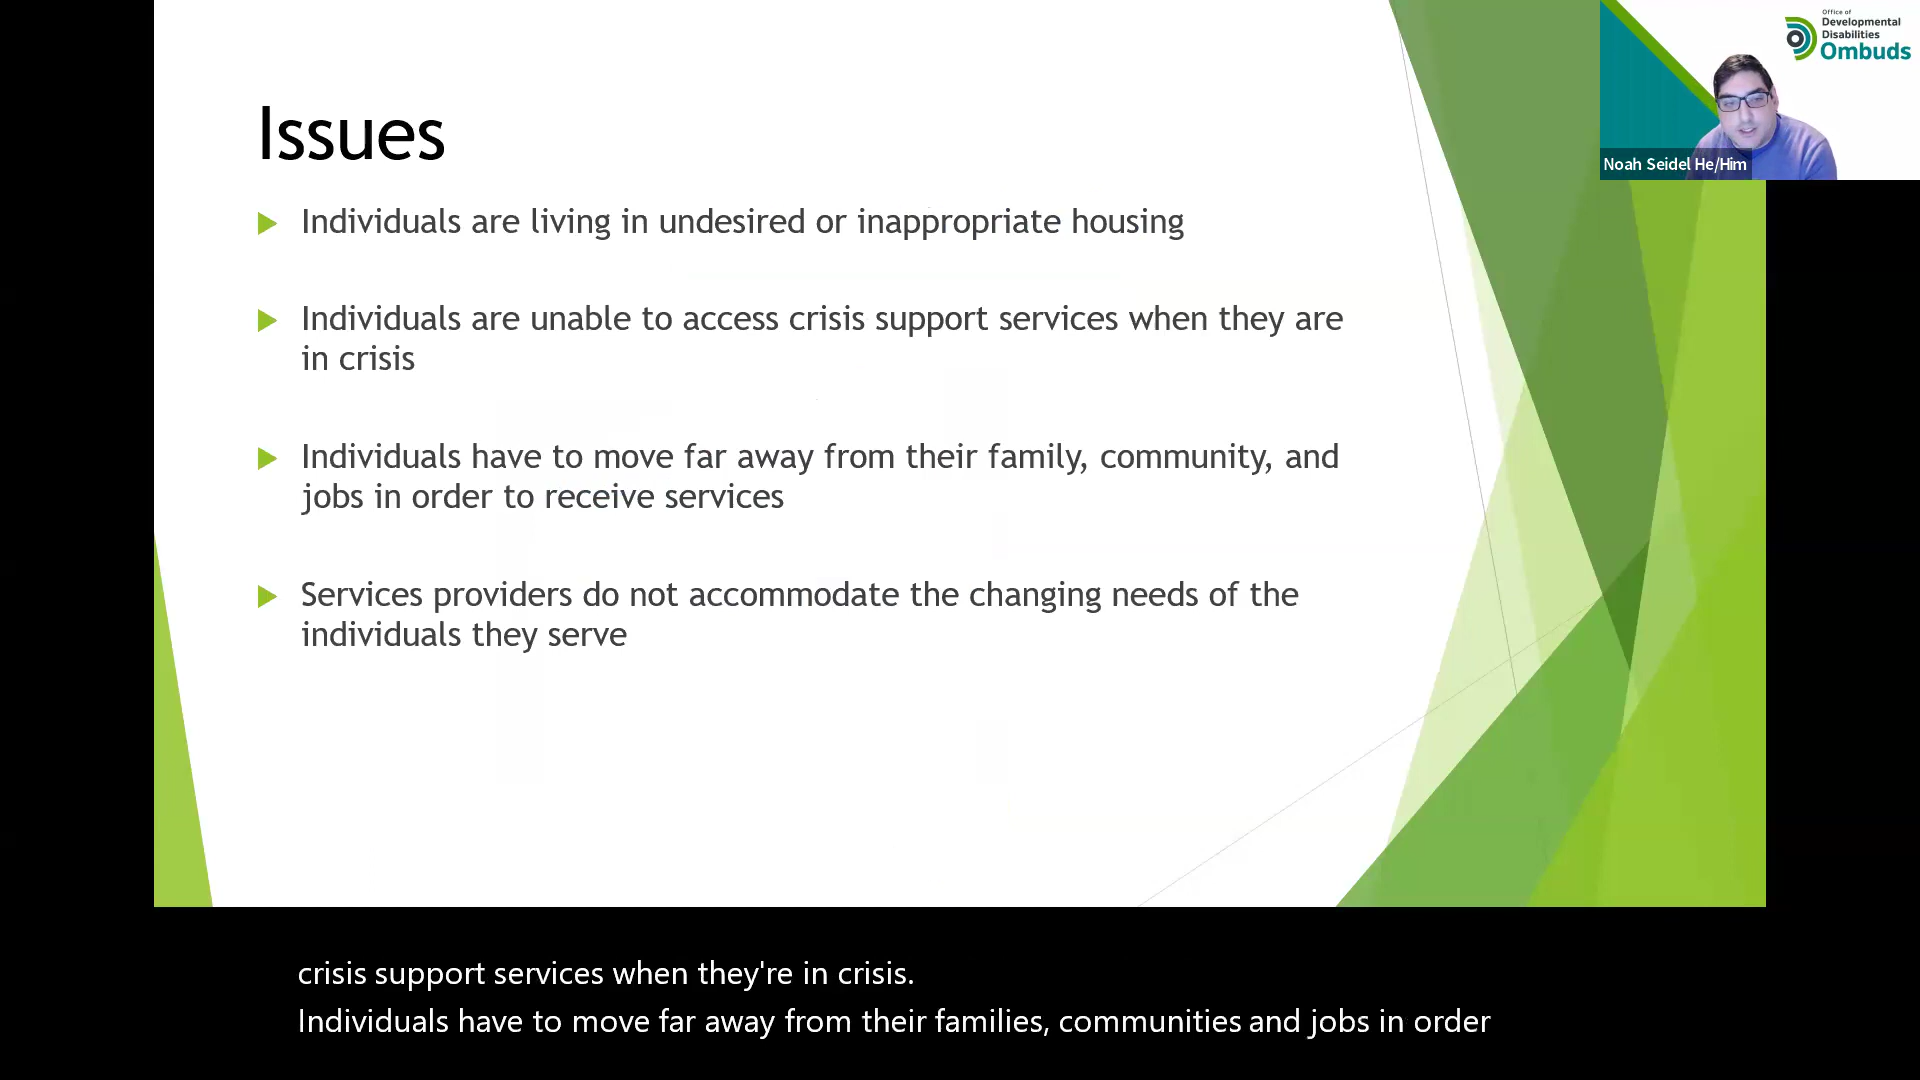 Issues
Individuals are living in undesired or inappropriate housing
Individuals are unable to access crisis support services when they are
in crisis
Individuals have to move far away from their family, community, and
jobs in order to receive services
Services providers do not accommodate the changing needs of the
individuals they serve
Office of
Developmental
Disabilities
Ombuds
Noah Seidel He/Him
crisis support services when they're in crisis.
Individuals have to move far away from their families, communities and jobs in order